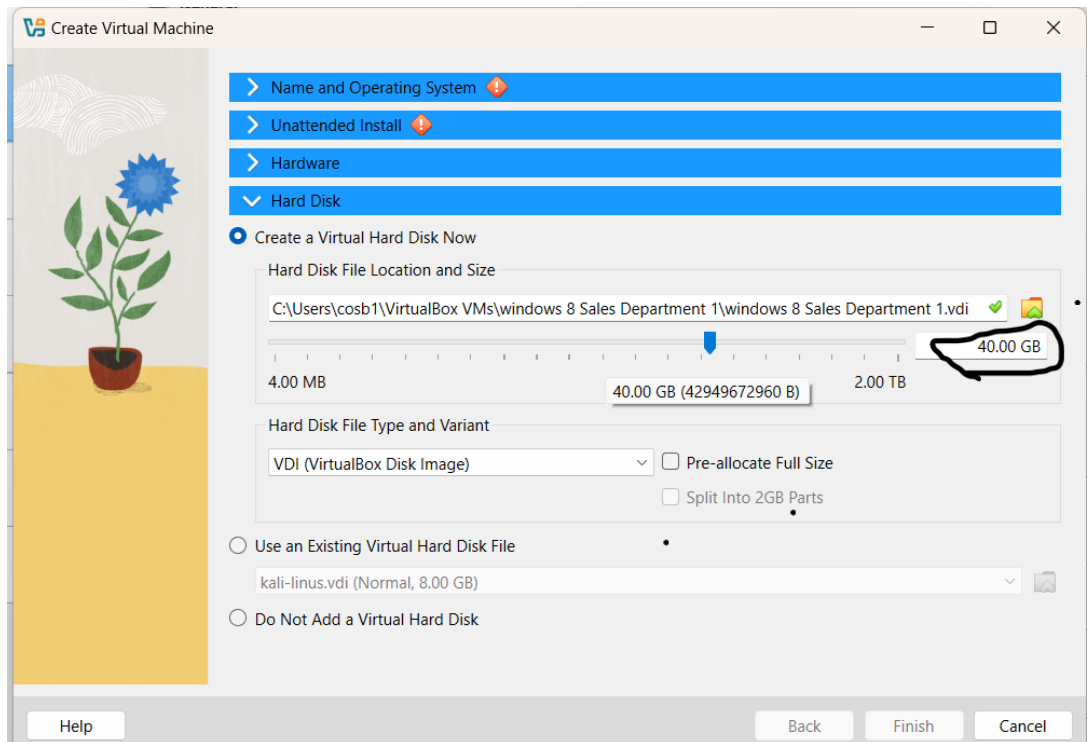 Create Virtual Machine
Name and Operating System
Unattended Install
Hardware
Hard Disk
Create a Virtual Hard Disk Now
Hard Disk File Location and Size
C:\Users\cosb1\VirtualBox VMs\windows 8 Sales Department 1\windows 8 Sales Department 1.vdi
40.00 GB
4.00 MB
2.00 TB
40.00 GB (42949672960 B)
Hard Disk File Type and Variant
VDI (VirtualBox Disk Image)
Pre-allocate Full Size
Split Into 2GB Parts
Use an Existing Virtual Hard Disk File
kali-linus.vdi (Normal, 8.00 GB)
Do Not Add a Virtual Hard Disk
Help
Back
Finish
Cancel